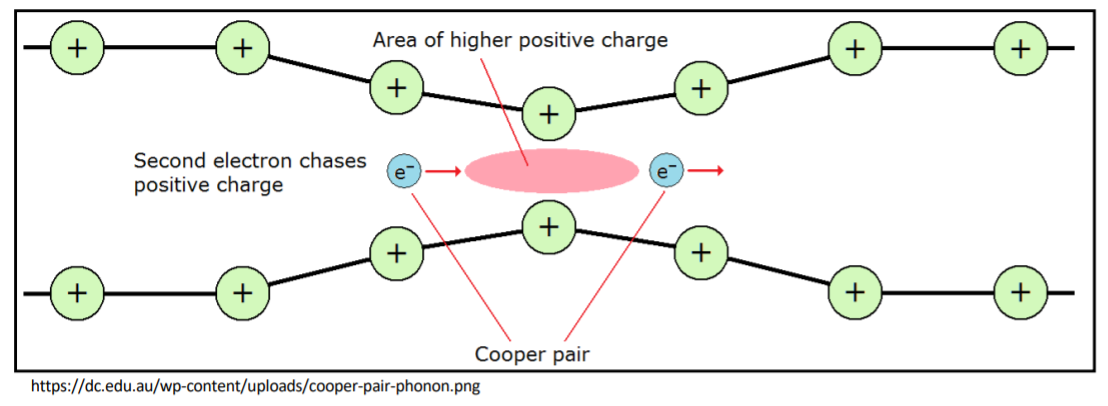 + + + +
Area of higher positive charge
+ + +
Second electron chases
positive charge
e⁻ e⁻
+ + +
+ + + +
Cooper pair
https://dc.edu.au/wp-content/uploads/cooper-pair-phonon.png